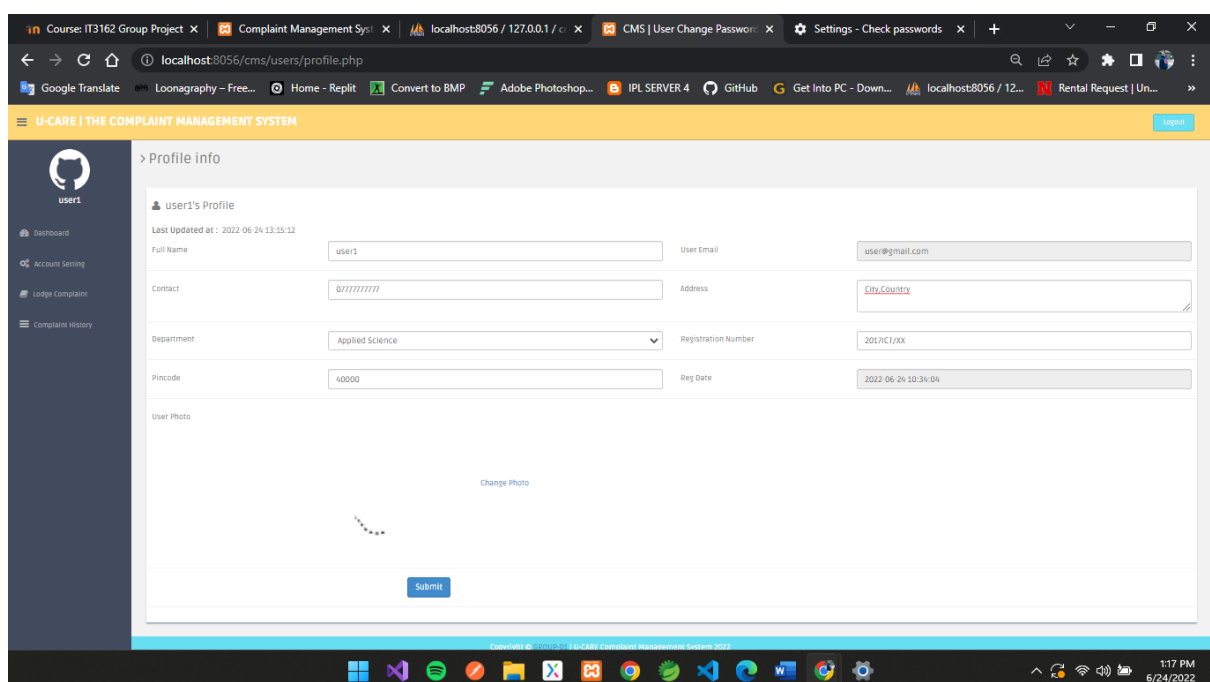 Course: IT3162 Group Project
Complaint Management Sys
localhost:8056 / 127.0.0.1 / c
CMS | User Change Password
Settings - Check passwords
localhost:8056/cms/users/profile.php
Google Translate
Loonagraphy – Free...
Home - Replit
Convert to BMP
Adobe Photoshop...
IPL SERVER 4
GitHub
Get Into PC - Down...
localhost:8056 / 12...
Rental Request | Un...
»
U-CARE | THE COMPLAINT MANAGEMENT SYSTEM
Logout
user1
Dashboard
Account Setting
Lodge Complaint
Complaint History
> Profile info
user1's Profile
Last Updated at : 2022-06-24 13:15:12
Full Name user1 User Email user@gmail.com
Contact 0777777777 Address City,Country
Department Applied Science Registration Number 2017ICT/XX
Pincode 40000 Reg Date 2022-06-24 10:34:04
User Photo
Change Photo
Submit
Copyright © GROUP-01 | U-CARE Complaint Management System 2022
1:17 PM
6/24/2022